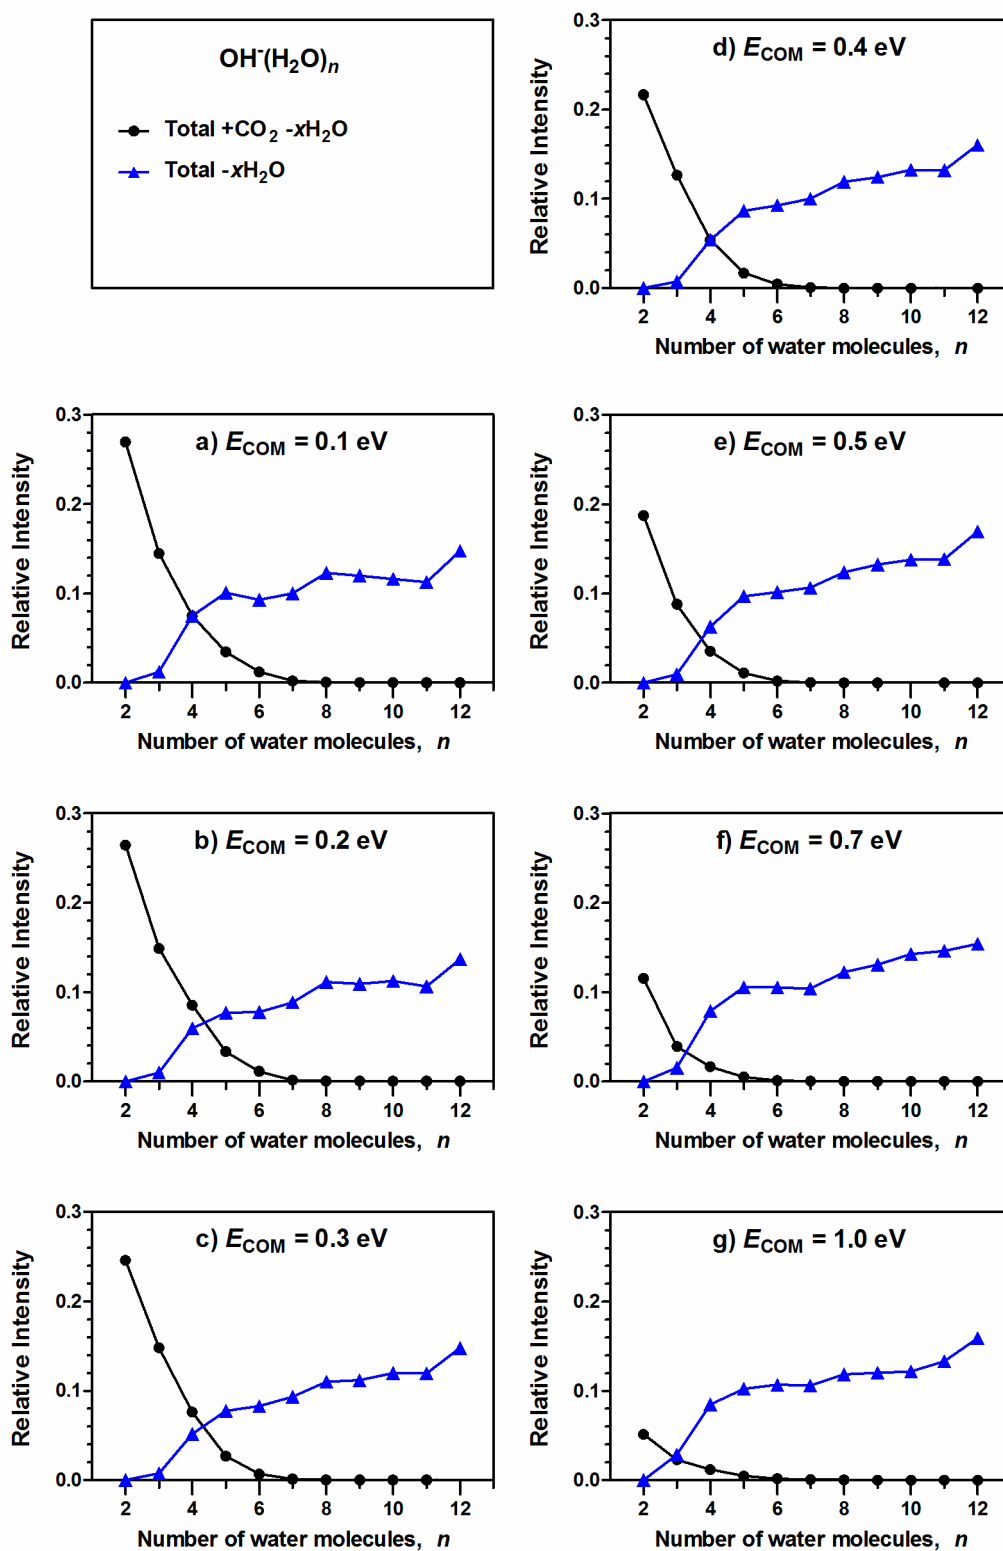 OH⁻(H₂O)n
Total +CO₂ -xH₂O
Total -xH₂O
d) E_COM = 0.4 eV
Relative Intensity
0.3
0.2
0.1
0.0
2 4 6 8 10 12
Number of water molecules, n
a) E_COM = 0.1 eV
Relative Intensity
0.3
0.2
0.1
0.0
2 4 6 8 10 12
Number of water molecules, n
e) E_COM = 0.5 eV
Relative Intensity
0.3
0.2
0.1
0.0
2 4 6 8 10 12
Number of water molecules, n
b) E_COM = 0.2 eV
Relative Intensity
0.3
0.2
0.1
0.0
2 4 6 8 10 12
Number of water molecules, n
f) E_COM = 0.7 eV
Relative Intensity
0.3
0.2
0.1
0.0
2 4 6 8 10 12
Number of water molecules, n
c) E_COM = 0.3 eV
Relative Intensity
0.3
0.2
0.1
0.0
2 4 6 8 10 12
Number of water molecules, n
g) E_COM = 1.0 eV
Relative Intensity
0.3
0.2
0.1
0.0
2 4 6 8 10 12
Number of water molecules, n